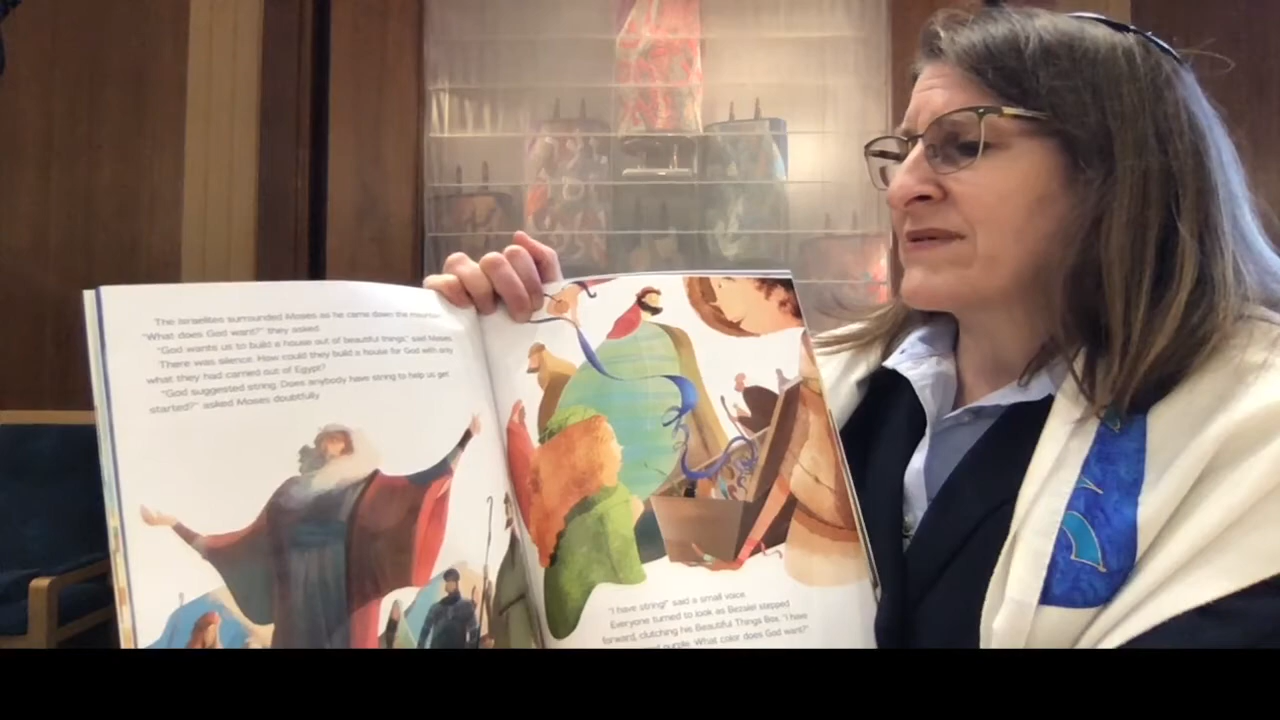 The Israelites surrounded Moses as he came down the mountain.
"What does God want?" they asked.
"God wants us to build a house out of beautiful things," said Moses.
There was silence. How could they build a house for God with only
what they had carried out of Egypt?
"God suggested string. Does anybody have string to help us get
started?" asked Moses doubtfully.
"I have string!" said a small voice.
Everyone turned to look as Bezalel stepped
forward, clutching his Beautiful Things Box. "I have
purple. What color does God want?"